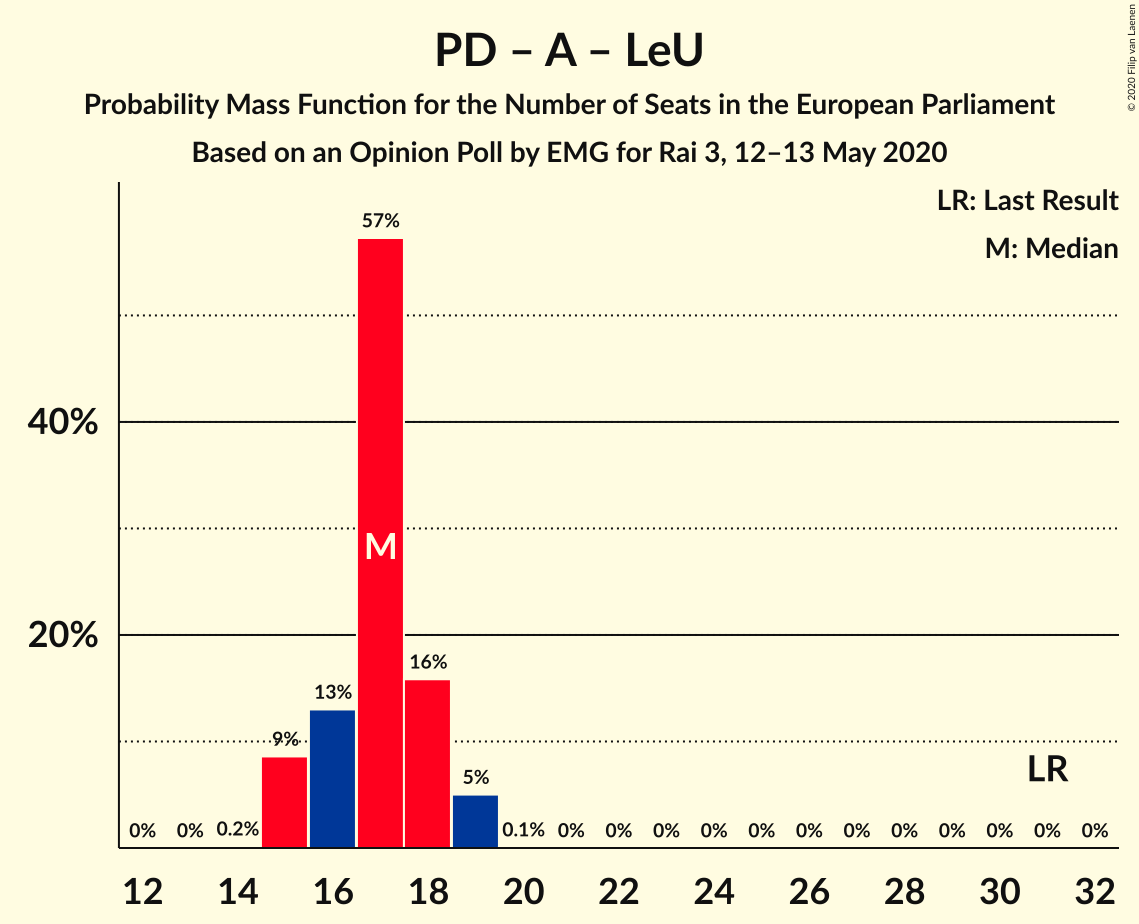 PD – A – LeU
Probability Mass Function for the Number of Seats in the European Parliament
Based on an Opinion Poll by EMG for Rai 3, 12–13 May 2020
© 2020 Filip van Laenen
LR: Last Result
M: Median
57%
40%
M
20%
16%
13%
9%
LR
5%
0% 0% 0.2% 0.1% 0% 0% 0% 0% 0% 0% 0% 0% 0% 0% 0% 0%
12 14 16 18 20 22 24 26 28 30 32